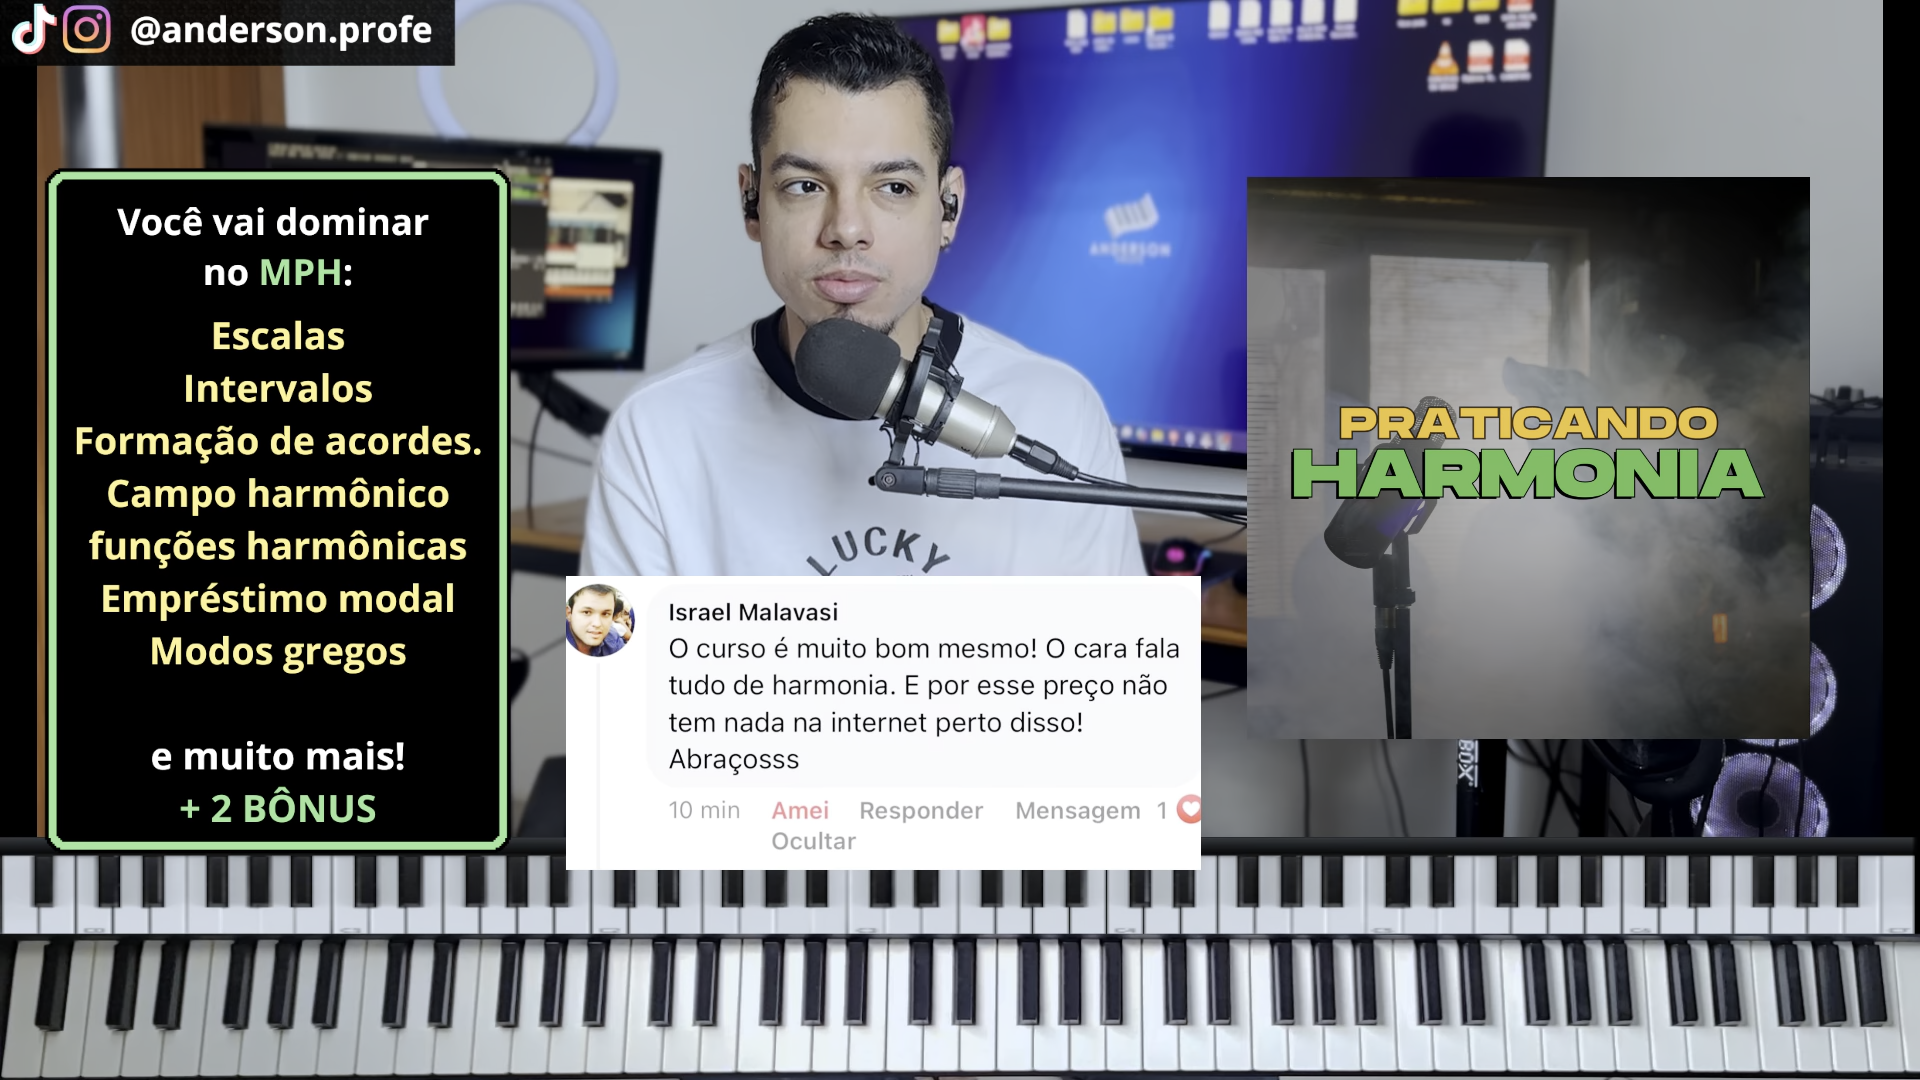 @anderson.profe
Você vai dominar
no MPH:
Escalas
Intervalos
Formação de acordes.
Campo harmônico
funções harmônicas
Empréstimo modal
Modos gregos
e muito mais!
+ 2 BÔNUS
ANDERSON
LUCKY
PRATICANDO
HARMONIA
Israel Malavasi
O curso é muito bom mesmo! O cara fala
tudo de harmonia. E por esse preço não
tem nada na internet perto disso!
Abraçosss
10 min Amei Responder Mensagem 1
Ocultar